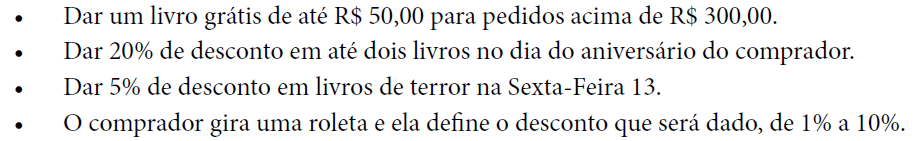 • Dar um livro grátis de até R$ 50,00 para pedidos acima de R$ 300,00.
• Dar 20% de desconto em até dois livros no dia do aniversário do comprador.
• Dar 5% de desconto em livros de terror na Sexta-Feira 13.
• O comprador gira uma roleta e ela define o desconto que será dado, de 1% a 10%.